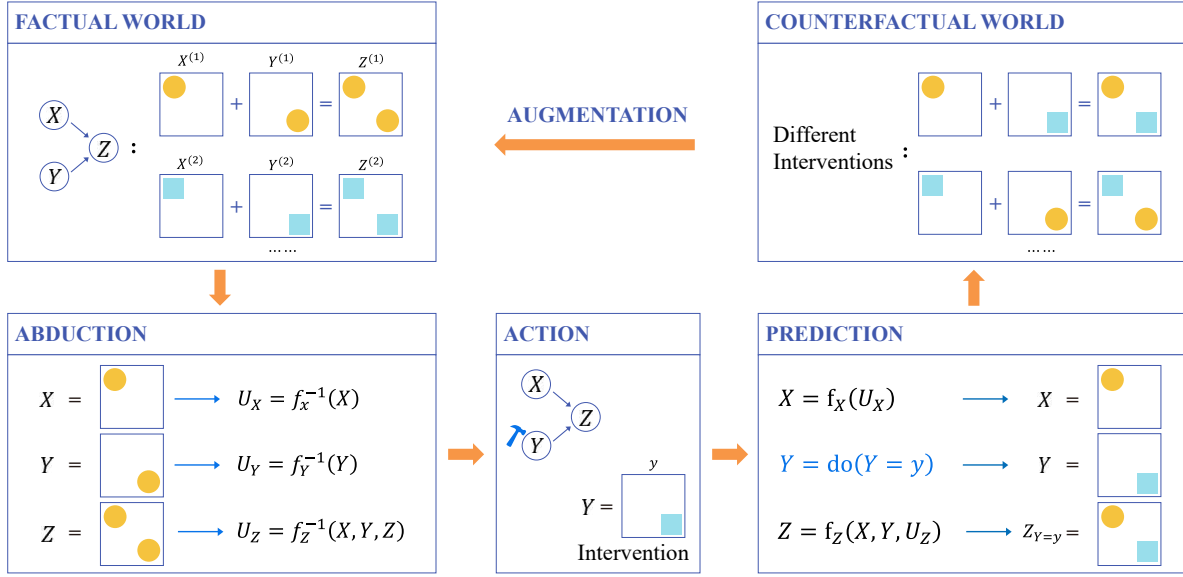 FACTUAL WORLD
X^{(1)} Y^{(1)} Z^{(1)}
+ =
X
Z :
Y
X^{(2)} Y^{(2)} Z^{(2)}
+ =
... ...
AUGMENTATION
COUNTERFACTUAL WORLD
+ =
Different
Interventions :
+ =
... ...
ABDUCTION
X = U_X = f_x^{-1}(X)
Y = U_Y = f_Y^{-1}(Y)
Z = U_Z = f_Z^{-1}(X, Y, Z)
ACTION
X
Z
Y
y
Y =
Intervention
PREDICTION
X = f_X(U_X) X =
Y = do(Y = y) Y =
Z = f_Z(X, Y, U_Z) Z_{Y=y} =